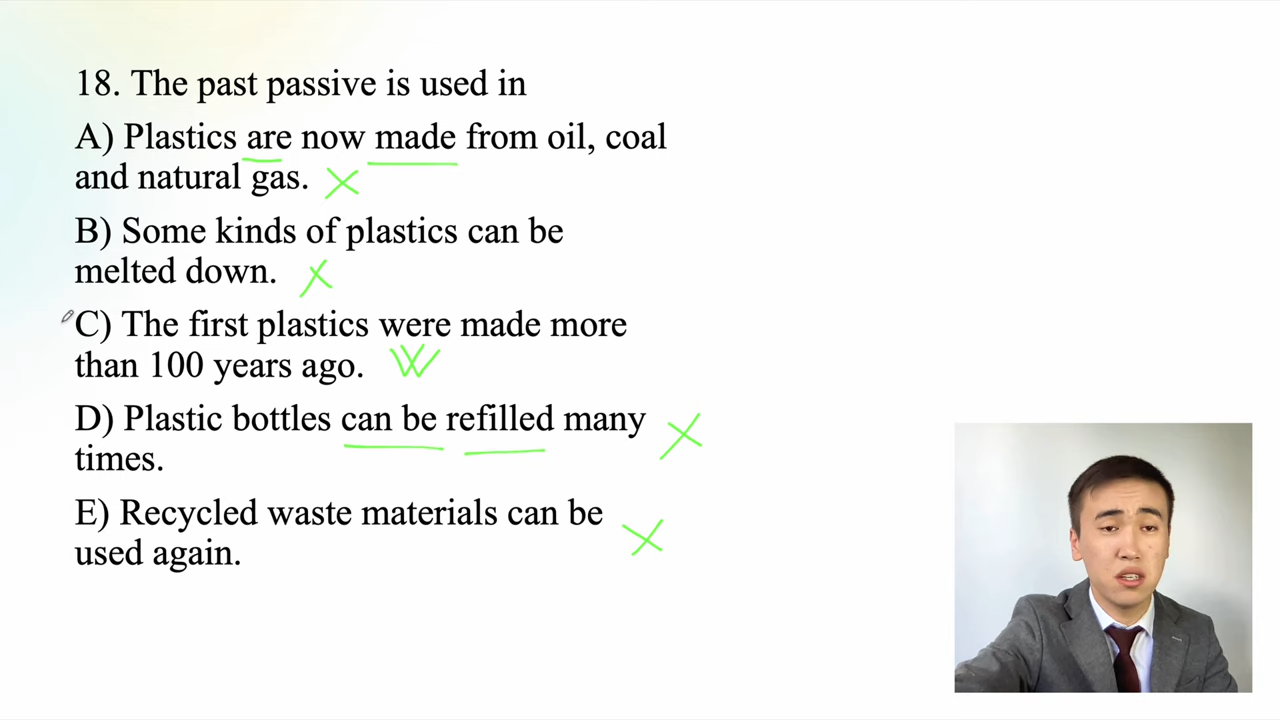 18. The past passive is used in
A) Plastics are now made from oil, coal
and natural gas.
B) Some kinds of plastics can be
melted down.
C) The first plastics were made more
than 100 years ago.
D) Plastic bottles can be refilled many
times.
E) Recycled waste materials can be
used again.